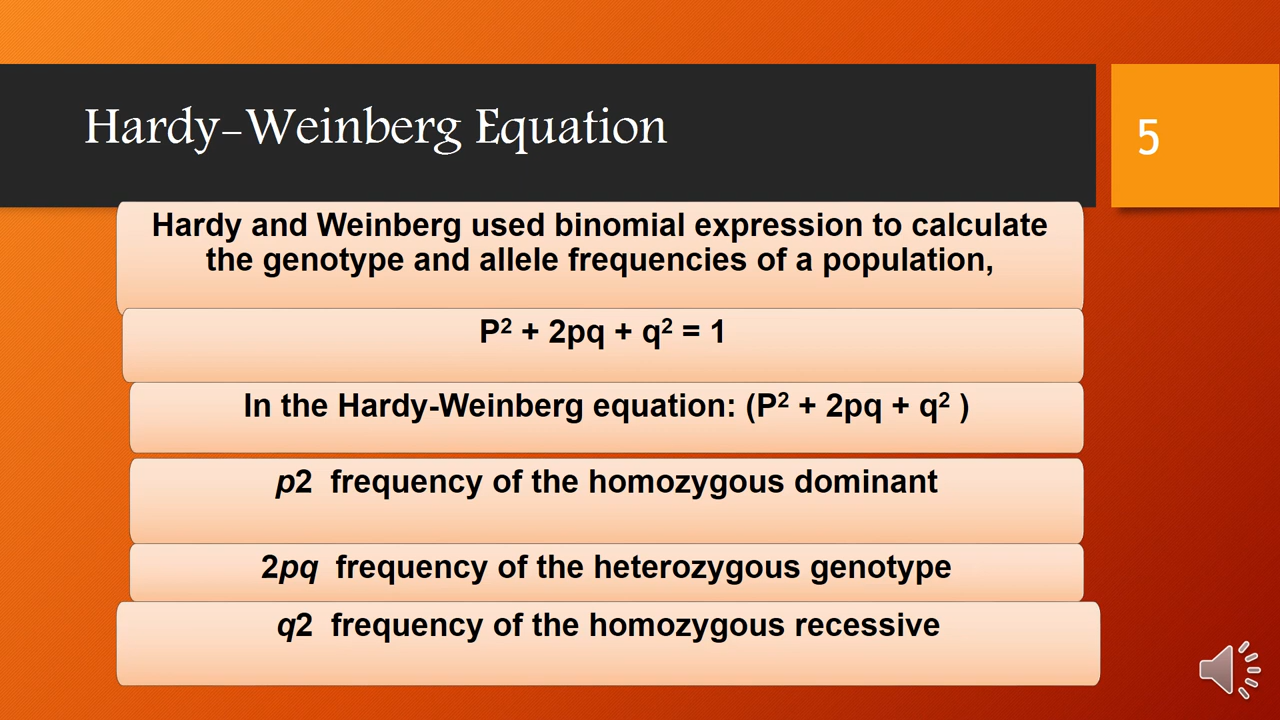 Hardy-Weinberg Equation
5
Hardy and Weinberg used binomial expression to calculate
the genotype and allele frequencies of a population,
P² + 2pq + q² = 1
In the Hardy-Weinberg equation: (P² + 2pq + q² )
p2 frequency of the homozygous dominant
2pq frequency of the heterozygous genotype
q2 frequency of the homozygous recessive